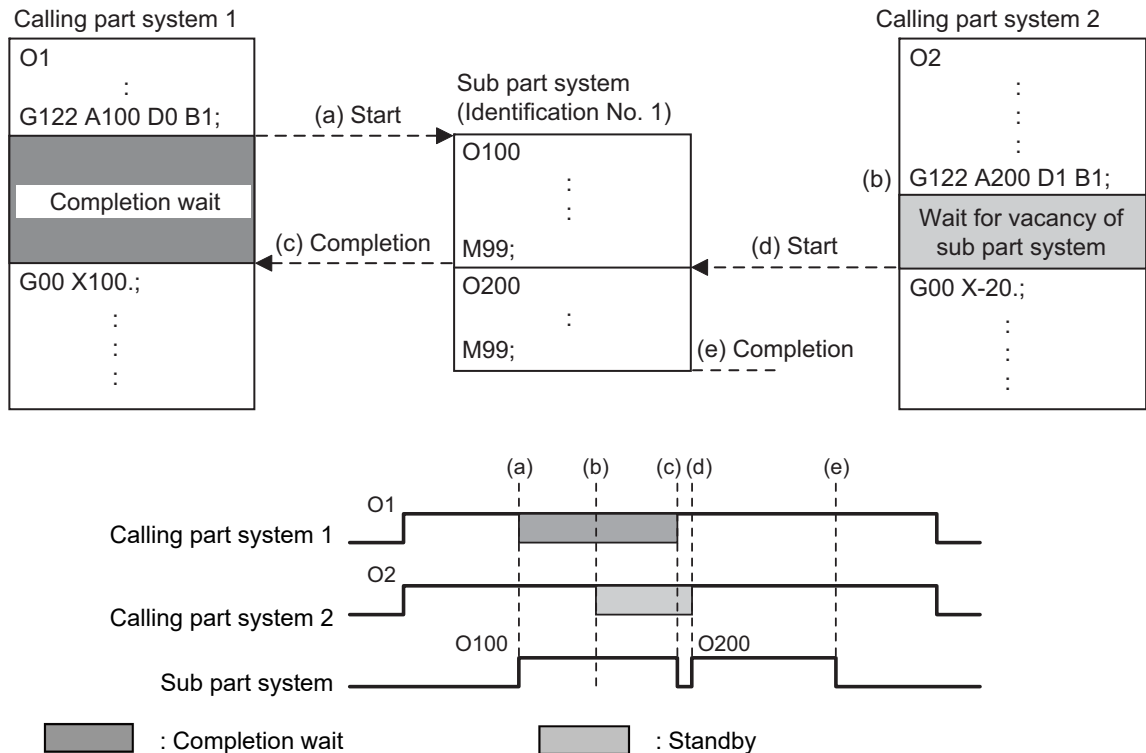 Calling part system 1
O1
:
G122 A100 D0 B1;
Completion wait
G00 X100.;
:
:
:
(a) Start
(c) Completion
Sub part system
(Identification No. 1)
O100
:
:
M99;
O200
:
M99;
(d) Start
(e) Completion
Calling part system 2
O2
:
:
:
(b)
G122 A200 D1 B1;
Wait for vacancy of
sub part system
G00 X-20.;
:
:
:
(a) (b) (c) (d) (e)
O1
Calling part system 1
O2
Calling part system 2
O100 O200
Sub part system
: Completion wait : Standby